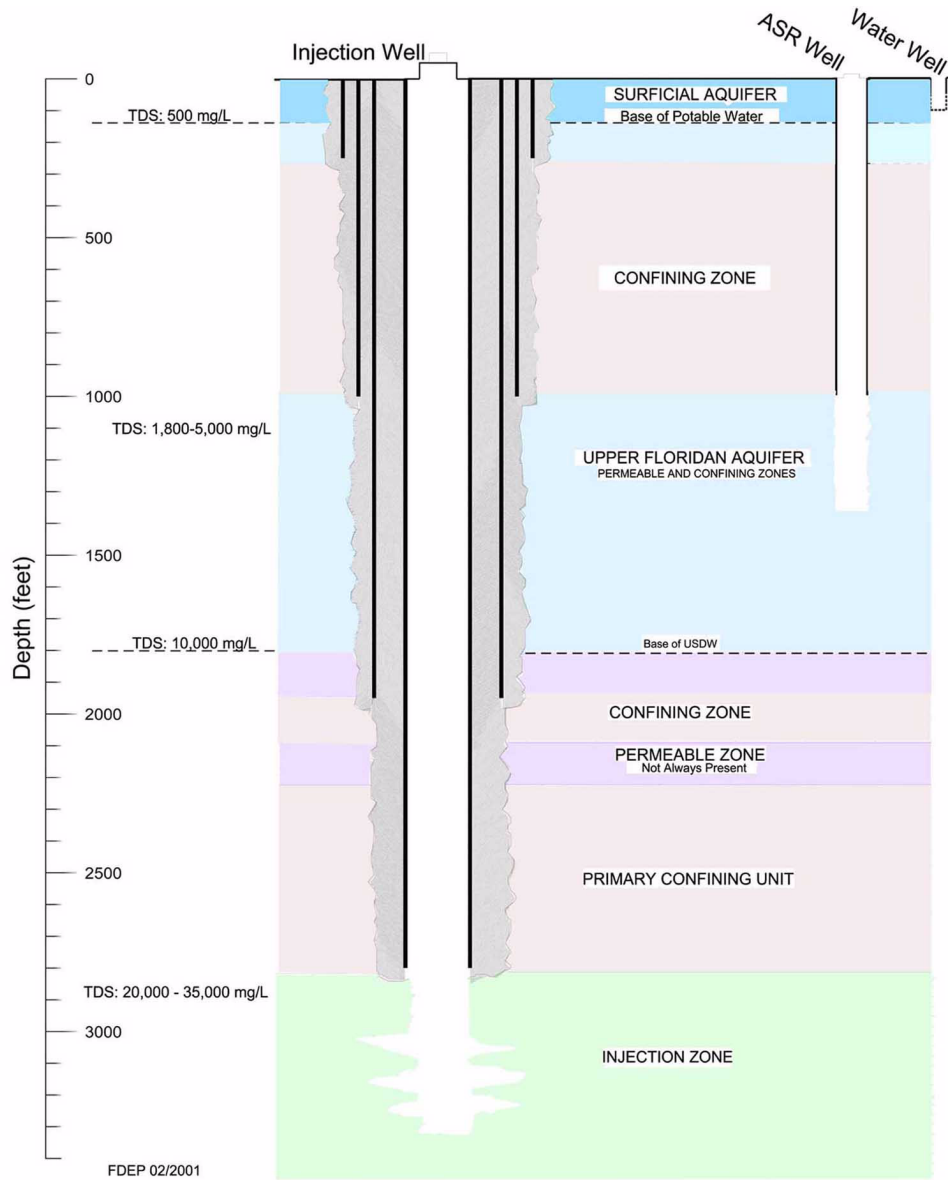 Injection Well
ASR Well
Water Well
0
SURFICIAL AQUIFER
TDS: 500 mg/L
Base of Potable Water
500
CONFINING ZONE
1000
TDS: 1,800-5,000 mg/L
UPPER FLORIDAN AQUIFER
PERMEABLE AND CONFINING ZONES
1500
Depth (feet)
TDS: 10,000 mg/L
Base of USDW
2000
CONFINING ZONE
PERMEABLE ZONE
Not Always Present
2500
PRIMARY CONFINING UNIT
TDS: 20,000 - 35,000 mg/L
3000
INJECTION ZONE
FDEP 02/2001